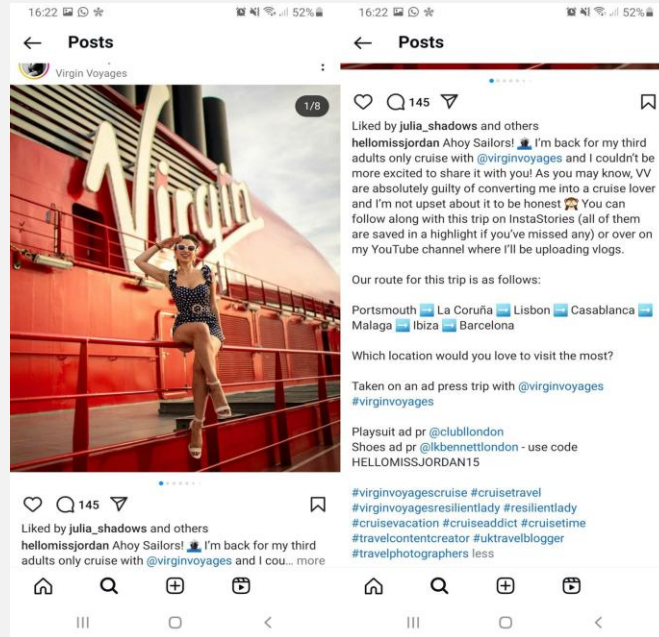 16:22 52%
Posts
Virgin Voyages
1/8
Virgin
145
Liked by julia_shadows and others
hellomissjordan Ahoy Sailors! I'm back for my third
adults only cruise with @virginvoyages and I cou... more
16:22 52%
Posts
145
Liked by julia_shadows and others
hellomissjordan Ahoy Sailors! I'm back for my third
adults only cruise with @virginvoyages and I couldn't be
more excited to share it with you! As you may know, VV
are absolutely guilty of converting me into a cruise lover
and I'm not upset about it to be honest 🙈 You can
follow along with this trip on InstaStories (all of them
are saved in a highlight if you've missed any) or over on
my YouTube channel where I'll be uploading vlogs.
Our route for this trip is as follows:
Portsmouth ➡️ La Coruña ➡️ Lisbon ➡️ Casablanca ➡️
Malaga ➡️ Ibiza ➡️ Barcelona
Which location would you love to visit the most?
Taken on an ad press trip with @virginvoyages
#virginvoyages
Playsuit ad pr @clubllondon
Shoes ad pr @lkbennettlondon - use code
HELLOMISSJORDAN15
#virginvoyagescruise #cruisetravel
#virginvoyagesresilientlady #resilientlady
#cruisevacation #cruiseaddict #cruisetime
#travelcontentcreator #uktravelblogger
#travelphotographers less